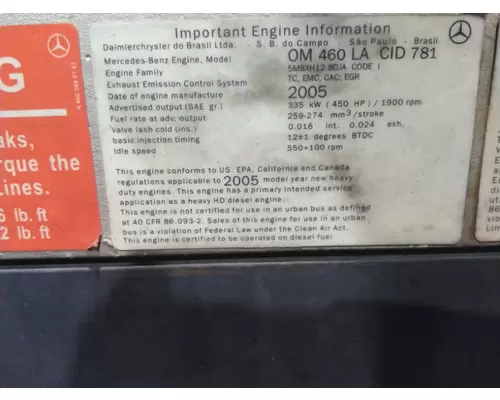 Important Engine Information
Daimlerchrysler do Brasil Ltda. - S. B. do Campo - São Paulo - Brasil
Mercedes-Benz Engine, Model OM 460 LA CID 781
Engine Family 5MBXH12.8DJA CODE I
Exhaust Emission Control System TC, EMC, CAC; EGR
Date of engine manufacture 2005
Advertised output (SAE gr.) 335 kW (450 HP) / 1900 rpm
Fuel rate at adv. output 259-274 mm3/stroke
Valve lash cold (ins.) 0.016 int. 0.024 exh.
basic injection timing 12±1 degrees BTDC
Idle speed 550±100 rpm
This engine conforms to US. EPA, California and Canada
regulations applicable to 2005 model year new heavy
duty engines. This engine has a primary intended service
application as a heavy HD diesel engine.
This engine is not certified for use in an urban bus as defined
at 40 CFR 86.093-2. Sales of this engine for use in an urban
bus is a violation of Federal Law under the Clean Air Act.
This engine is certified to be operated on diesel fuel
G
aks,
rque the
Lines.
6 lb.ft
2 lb.ft